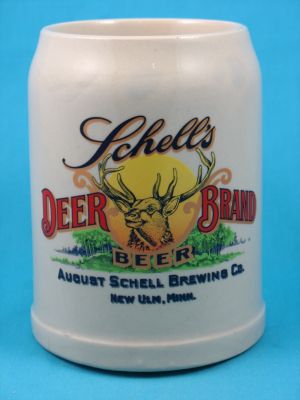 Schell's
DEER BRAND
BEER
AUGUST SCHELL BREWING CO.
NEW ULM, MINN.